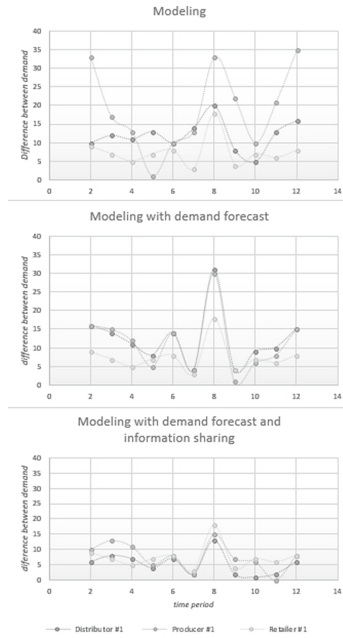 Modeling
Difference between demand
40
35
30
25
20
15
10
5
0
0 2 4 6 8 10 12 14
Modeling with demand forecast
difference between demand
40
35
30
25
20
15
10
5
0
0 2 4 6 8 10 12 14
Modeling with demand forecast and
information sharing
difference between demand
40
35
30
25
20
15
10
5
0
0 2 4 6 8 10 12 14
time period
Distributor #1 Producer #1 Retailer #1